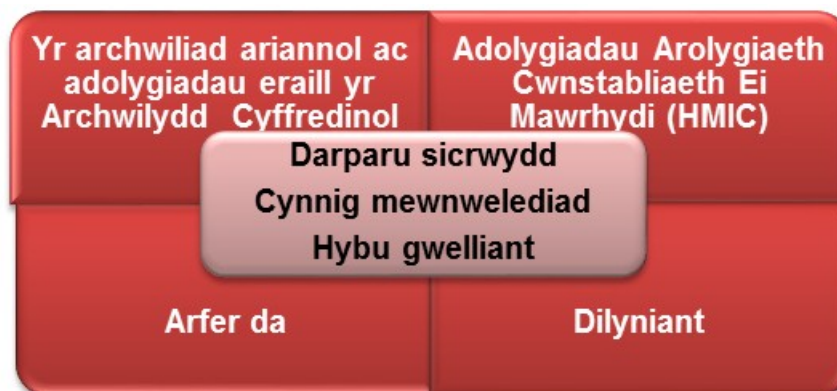 Yr archwiliad ariannol ac
adolygiadau eraill yr
Archwilydd Cyffredinol
Adolygiadau Arolygiaeth
Cwnstabliaeth Ei
Mawrhydi (HMIC)
Darparu sicrwydd
Cynnig mewnwelediad
Hybu gwelliant
Arfer da
Dilyniant